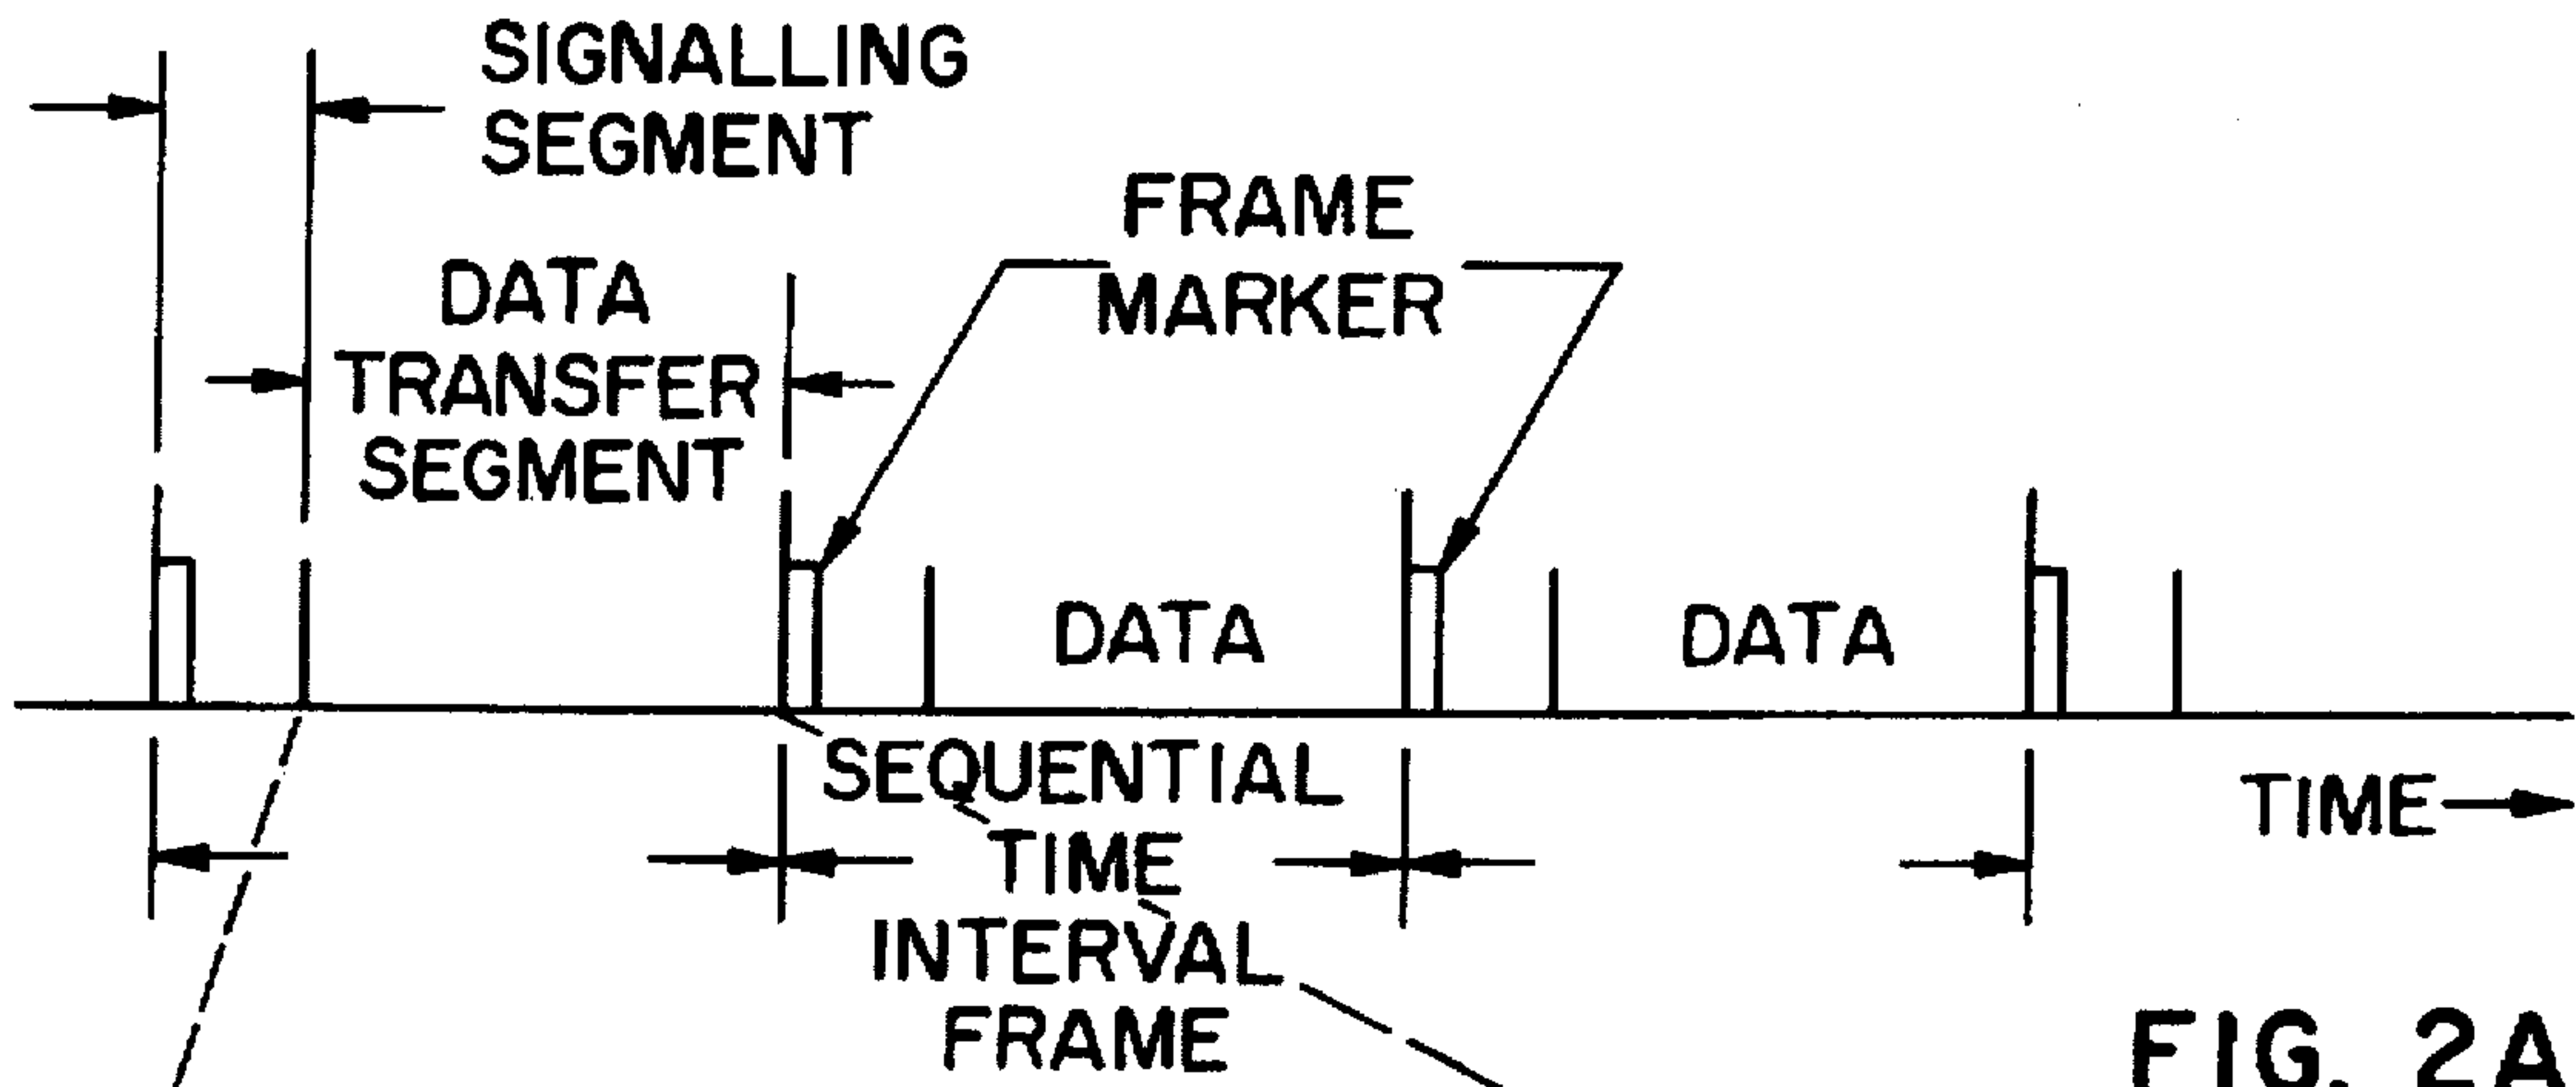 SIGNALLING
SEGMENT
FRAME
MARKER
DATA
TRANSFER
SEGMENT
DATA
DATA
SEQUENTIAL
TIME
INTERVAL
FRAME
TIME
FIG. 2A